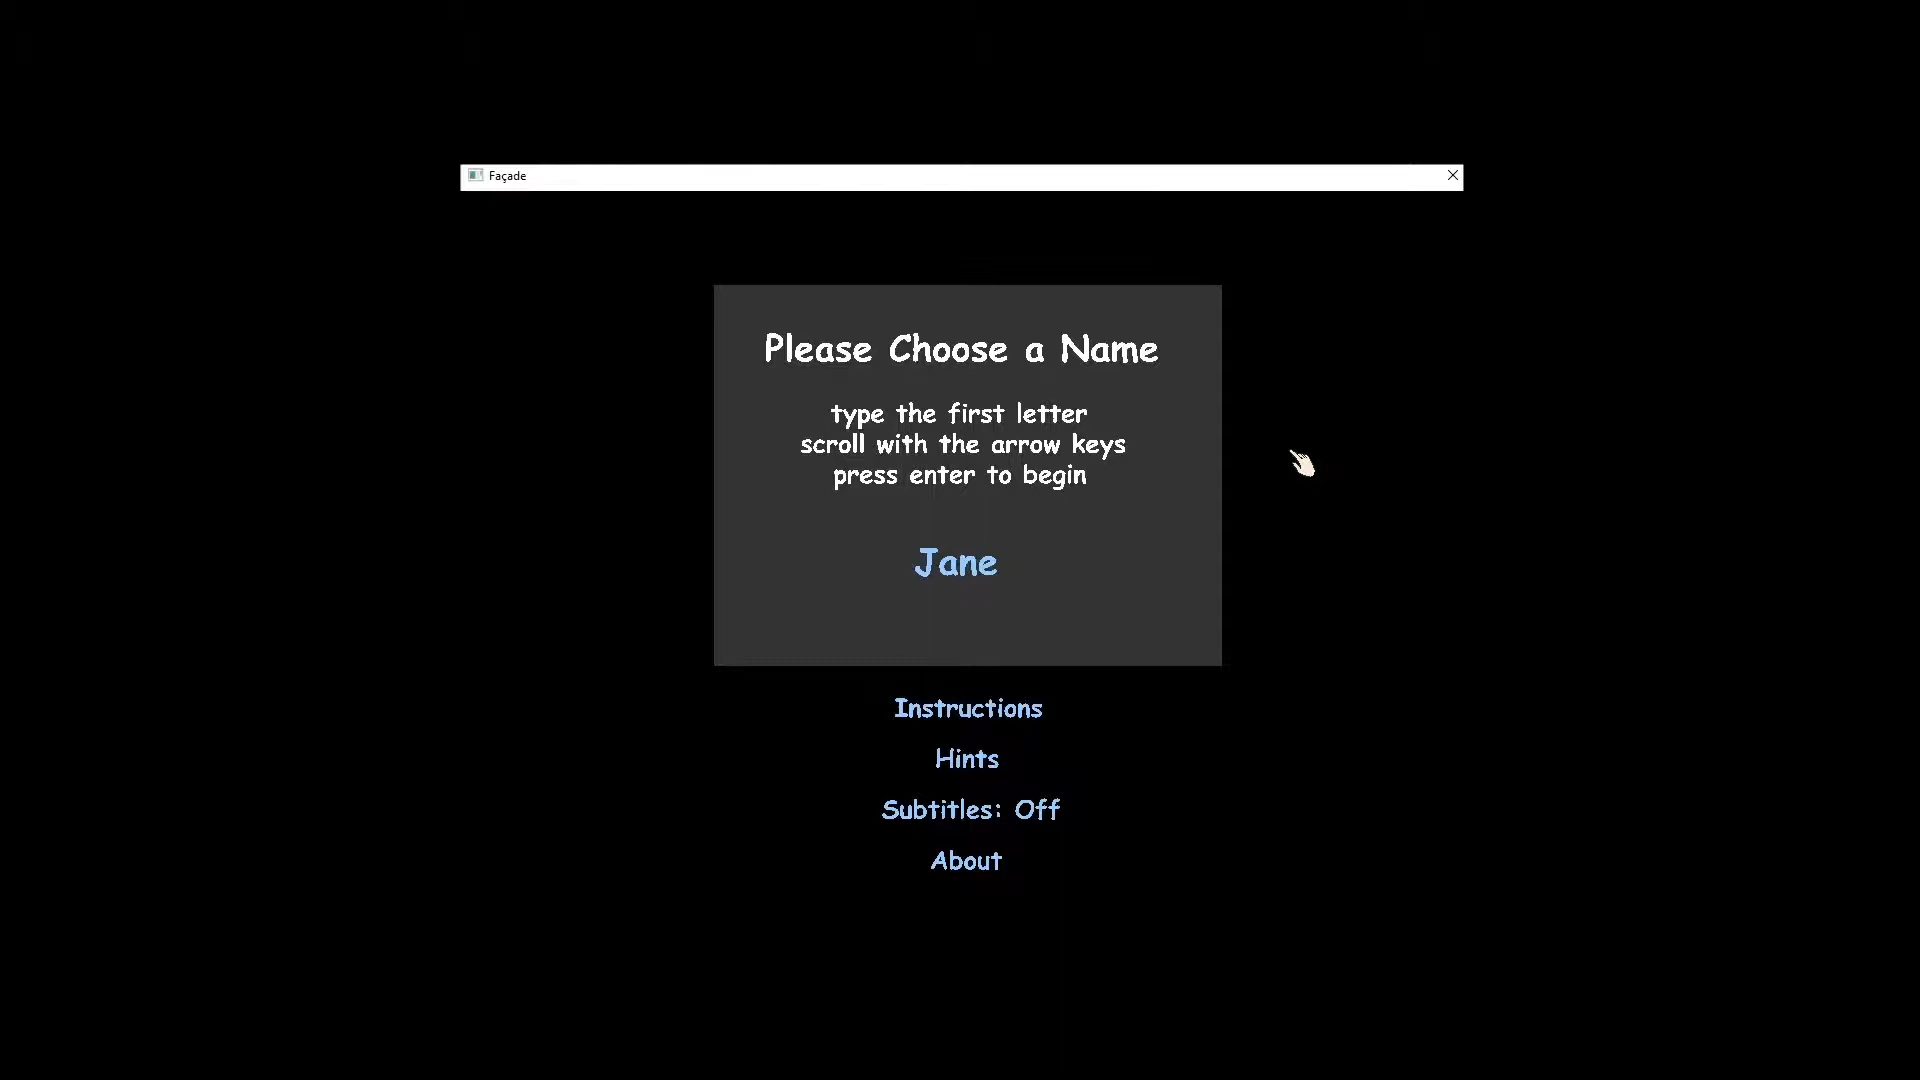 Façade
Please Choose a Name
type the first letter
scroll with the arrow keys
press enter to begin
Jane
Instructions
Hints
Subtitles: Off
About